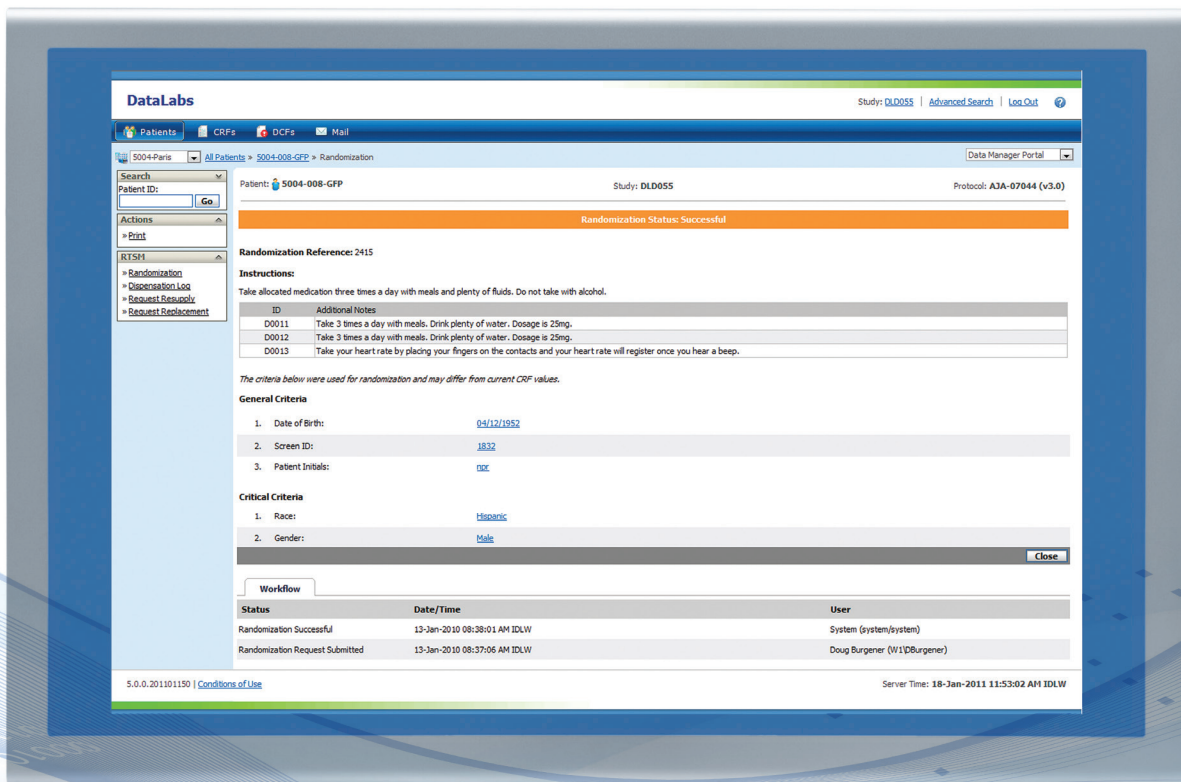 DataLabs
Study: DLD055 | Advanced Search | Log Out ?
Patients CRFs DCFs Mail
5004-Paris All Patients » 5004-008-GFP » Randomization Data Manager Portal
Search
Patient ID:
Go
Actions
» Print
RTSM
» Randomization
» Dispensation Log
» Request Resupply
» Request Replacement
Patient: 5004-008-GFP Study: DLD055 Protocol: AJA-07044 (v3.0)
Randomization Status: Successful
Randomization Reference: 2415
Instructions:
Take allocated medication three times a day with meals and plenty of fluids. Do not take with alcohol.
ID Additional Notes
D0011 Take 3 times a day with meals. Drink plenty of water. Dosage is 25mg.
D0012 Take 3 times a day with meals. Drink plenty of water. Dosage is 25mg.
D0013 Take your heart rate by placing your fingers on the contacts and your heart rate will register once you hear a beep.
The criteria below were used for randomization and may differ from current CRF values.
General Criteria
1. Date of Birth: 04/12/1952
2. Screen ID: 1832
3. Patient Initials: npr
Critical Criteria
1. Race: Hispanic
2. Gender: Male
Close
Workflow
Status Date/Time User
Randomization Successful 13-Jan-2010 08:38:01 AM IDLW System (system/system)
Randomization Request Submitted 13-Jan-2010 08:37:06 AM IDLW Doug Burgener (W1\DBurgener)
5.0.0.201101150 | Conditions of Use Server Time: 18-Jan-2011 11:53:02 AM IDLW